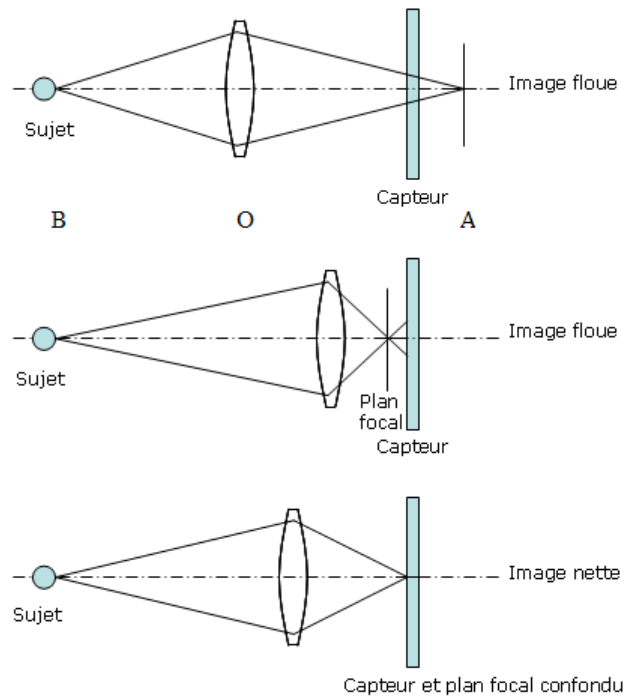 Image floue
Sujet
Capteur
B O A
Image floue
Sujet
Plan
focal
Capteur
Image nette
Sujet
Capteur et plan focal confondu